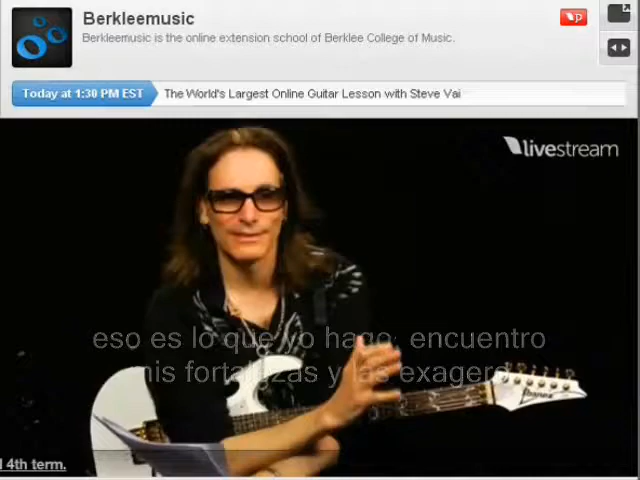 Berkleemusic
Berkleemusic is the online extension school of Berklee College of Music.
Today at 1:30 PM EST The World's Largest Online Guitar Lesson with Steve Vai
livestream
eso es lo que yo hago, encuentro
mis fortalezas y las exagero
Ibanez
4th term.